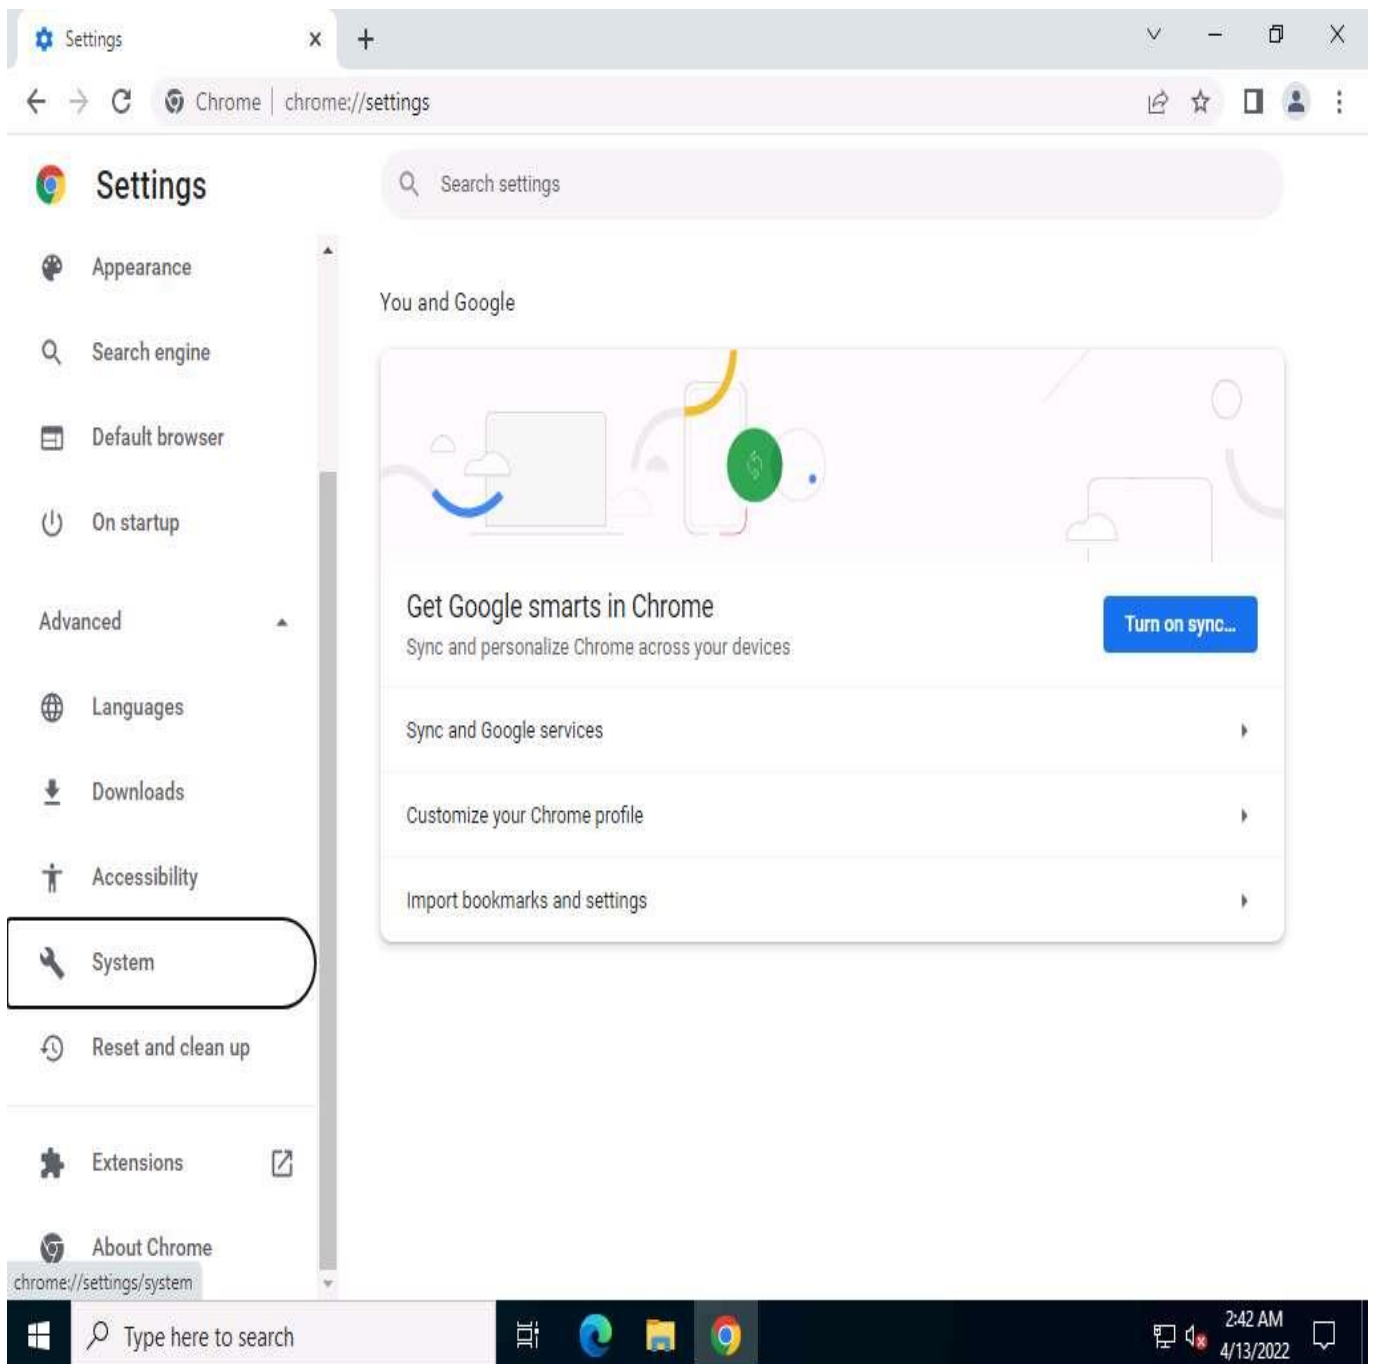 Settings
Chrome | chrome://settings
Settings
Search settings
Appearance
Search engine
Default browser
On startup
Advanced
Languages
Downloads
Accessibility
System
Reset and clean up
Extensions
About Chrome
chrome://settings/system
You and Google
Get Google smarts in Chrome
Sync and personalize Chrome across your devices
Turn on sync...
Sync and Google services
Customize your Chrome profile
Import bookmarks and settings
Type here to search
2:42 AM
4/13/2022